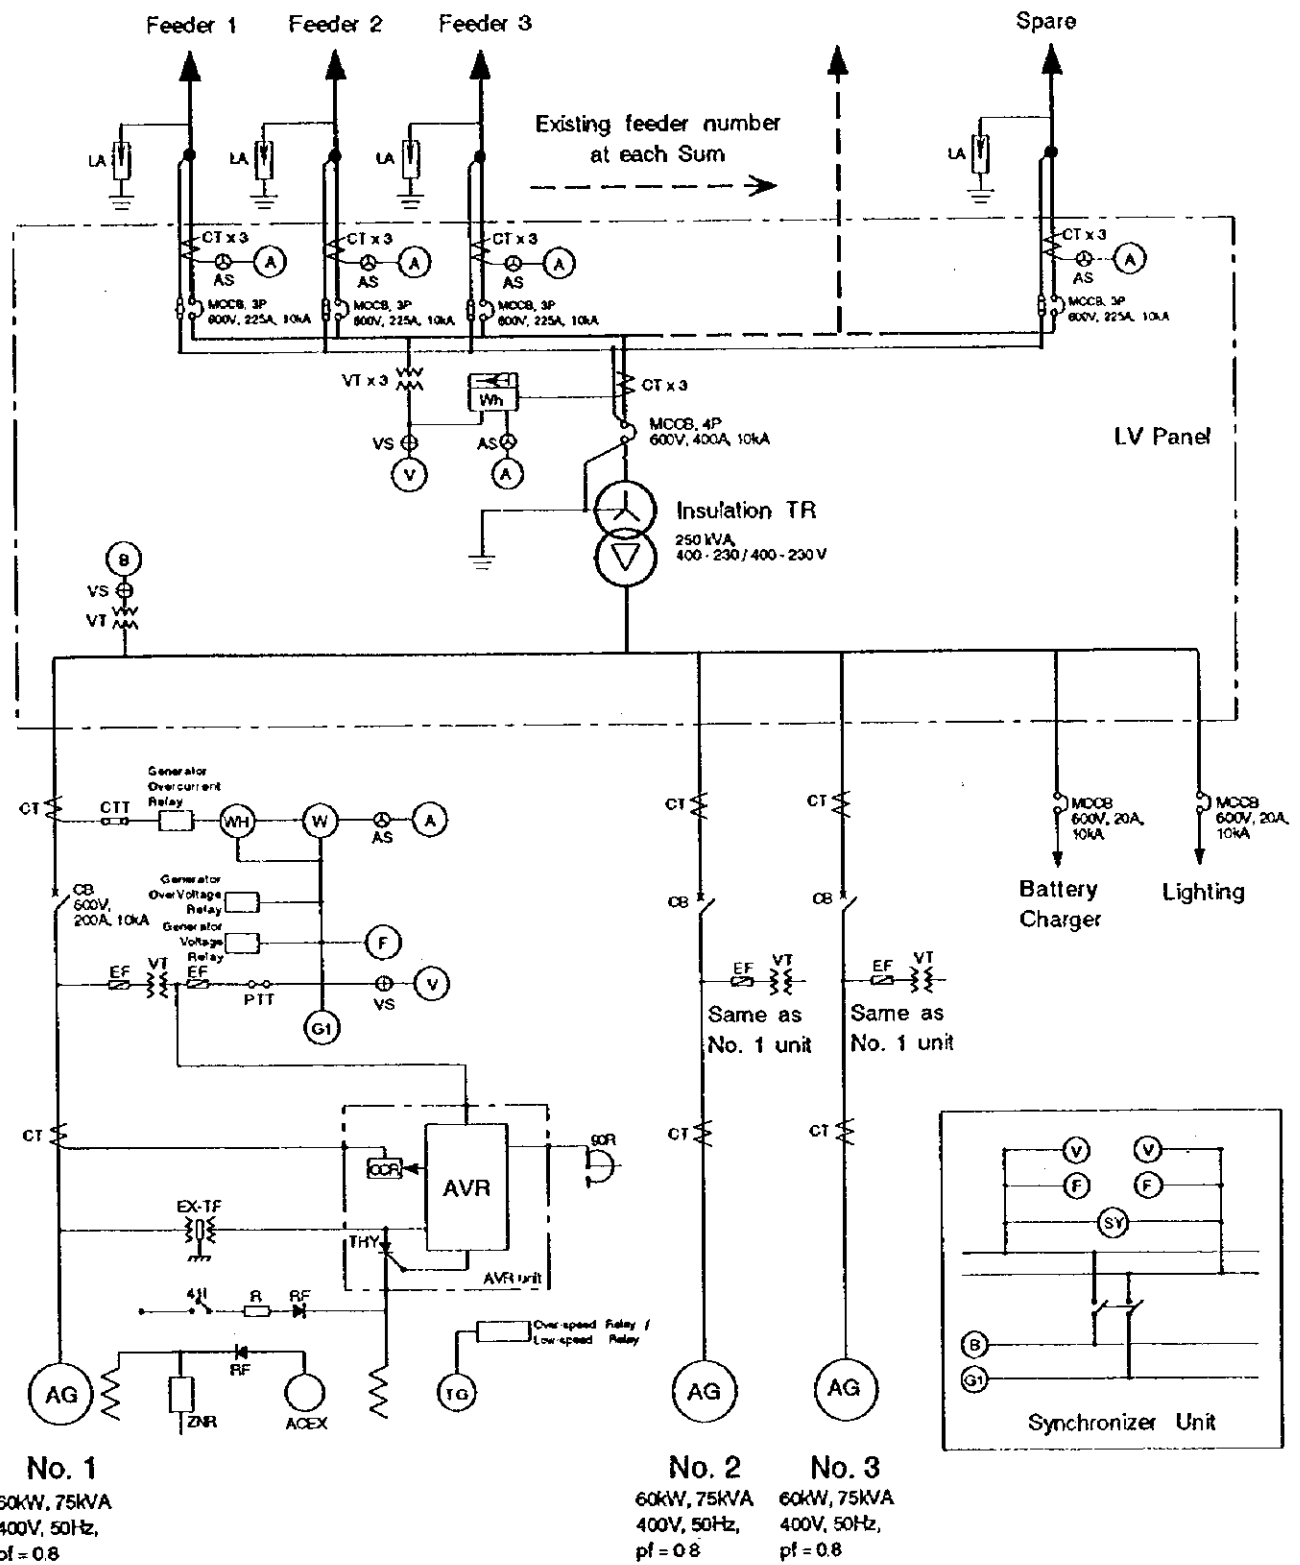 Feeder 1 Feeder 2 Feeder 3 Spare
Existing feeder number
at each Sum
LA LA LA LA
CT x 3 CT x 3 CT x 3 CT x 3
A A A A
AS AS AS AS
MCCB, 3P MCCB, 3P MCCB, 3P MCCB, 3P
600V, 225A, 10kA 600V, 225A, 10kA 600V, 225A, 10kA 600V, 225A, 10kA
VT x 3 Wh CT x 3
MCCB, 4P
600V, 400A, 10kA
VS AS
V A
LV Panel
Insulation TR
250 kVA,
400 - 230 / 400 - 230 V
B
VS
VT
Generator
Overcurrent
Relay
CT CTT WH W AS A
CT CT
MCCB
600V, 20A,
10kA
MCCB
600V, 20A,
10kA
Battery
Charger
Lighting
CB
600V,
200A, 10kA
Generator
OverVoltage
Relay
Generator
Voltage
Relay
F
CB CB
EF VT EF PTT VS V
G1
EF VT EF VT
Same as
No. 1 unit
Same as
No. 1 unit
CT CT CT
OCR AVR 90R
EX-TF
THY
AVR unit
41I R RF
Over-speed Relay /
Low-speed Relay
AG RF ZNR ACEX TG AG AG
V V
F F
SY
B
G1
Synchronizer Unit
No. 1 No. 2 No. 3
60kW, 75kVA 60kW, 75kVA 60kW, 75kVA
400V, 50Hz, 400V, 50Hz, 400V, 50Hz,
pf = 0.8 pf = 0.8 pf = 0.8